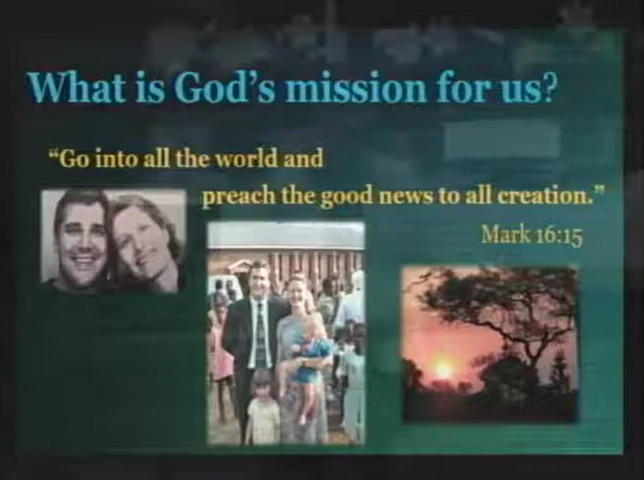 What is God's mission for us?
“Go into all the world and
preach the good news to all creation.”
Mark 16:15